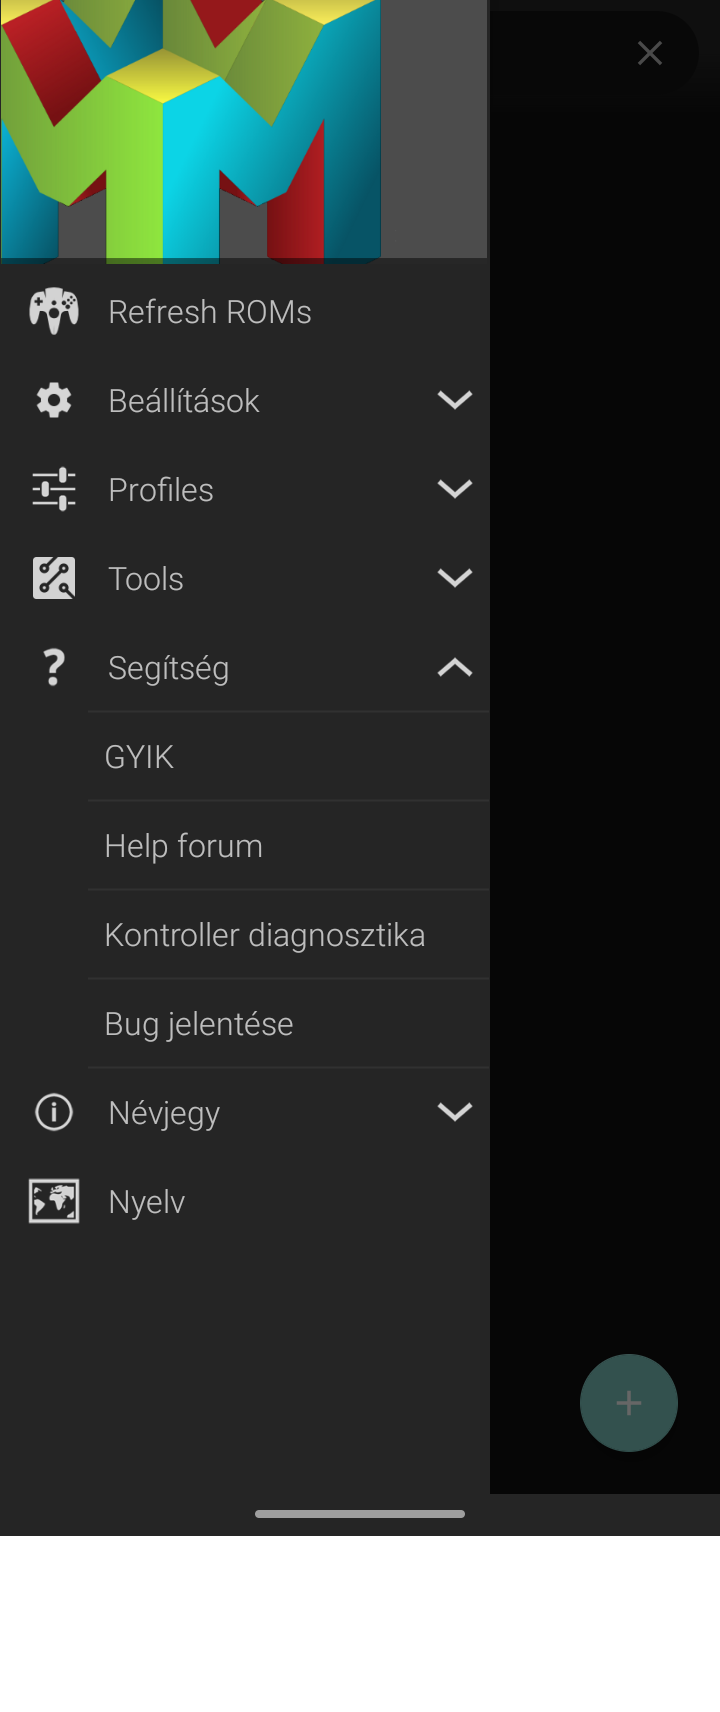 Refresh ROMs
Beállítások
Profiles
Tools
Segítség
GYIK
Help forum
Kontroller diagnosztika
Bug jelentése
Névjegy
Nyelv